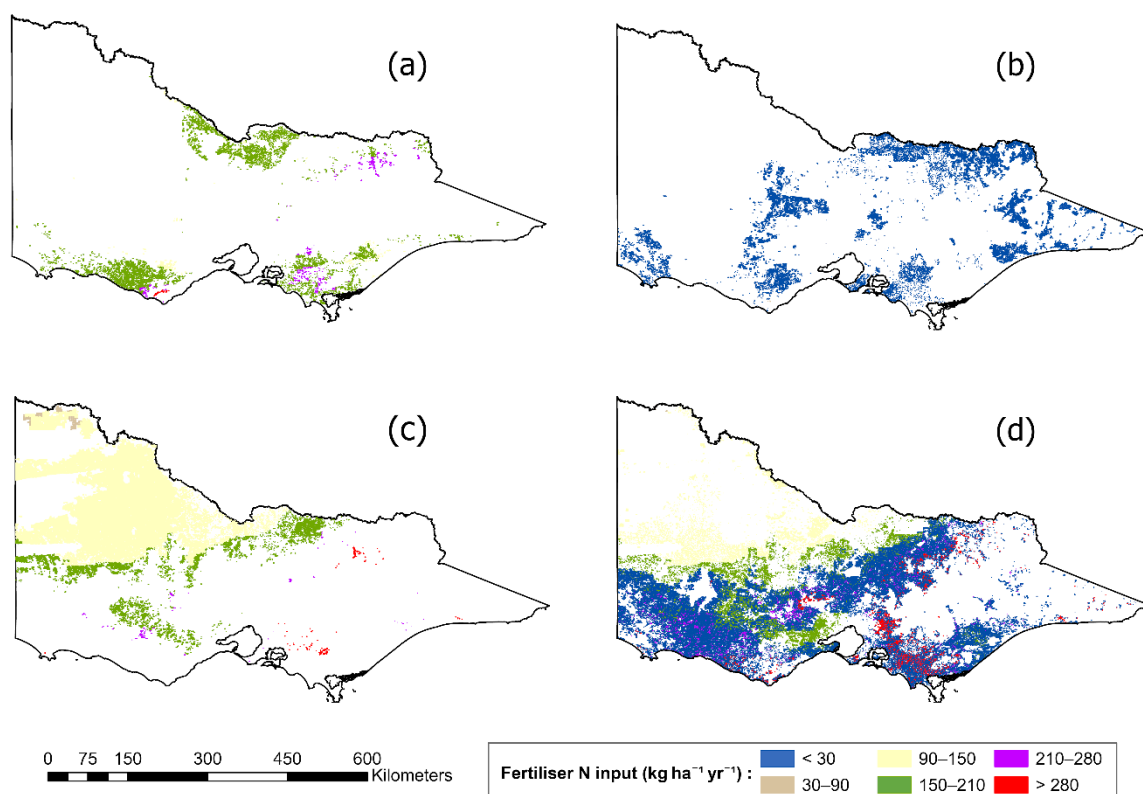 (a)
(b)
(c)
(d)
0 75 150 300 450 600
Kilometers
Fertiliser N input (kg ha⁻¹ yr⁻¹) :
< 30
90–150
210–280
30–90
150–210
> 280